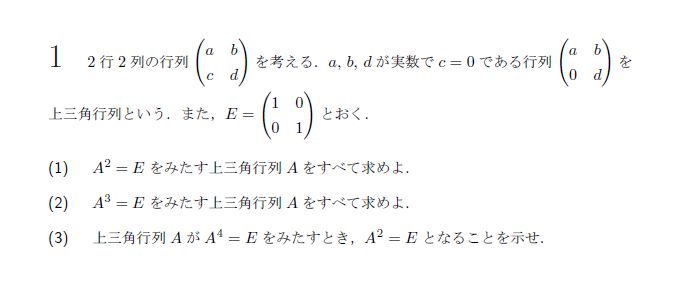 1 2 行 2 列の行列 $\begin{pmatrix} a & b \\ c & d \end{pmatrix}$ を考える．a, b, d が実数で c = 0 である行列 $\begin{pmatrix} a & b \\ 0 & d \end{pmatrix}$ を
上三角行列という．また，$E = \begin{pmatrix} 1 & 0 \\ 0 & 1 \end{pmatrix}$ とおく．
(1) $A^2 = E$ をみたす上三角行列 A をすべて求めよ．
(2) $A^3 = E$ をみたす上三角行列 A をすべて求めよ．
(3) 上三角行列 A が $A^4 = E$ をみたすとき，$A^2 = E$ となることを示せ．